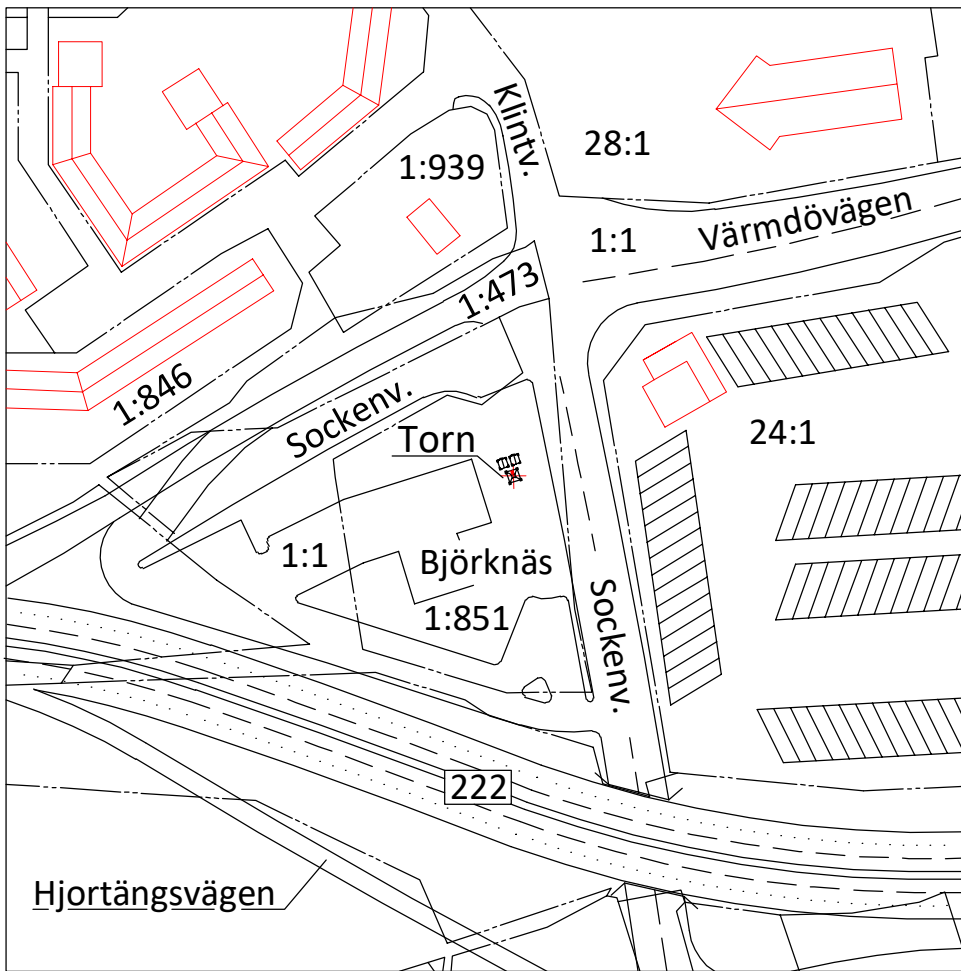 Klintv.
28:1
1:939
Värmdövägen
1:1
1:473
1:846
Sockenv.
Torn
24:1
1:1
Björknäs
1:851
Sockenv.
222
Hjortängsvägen